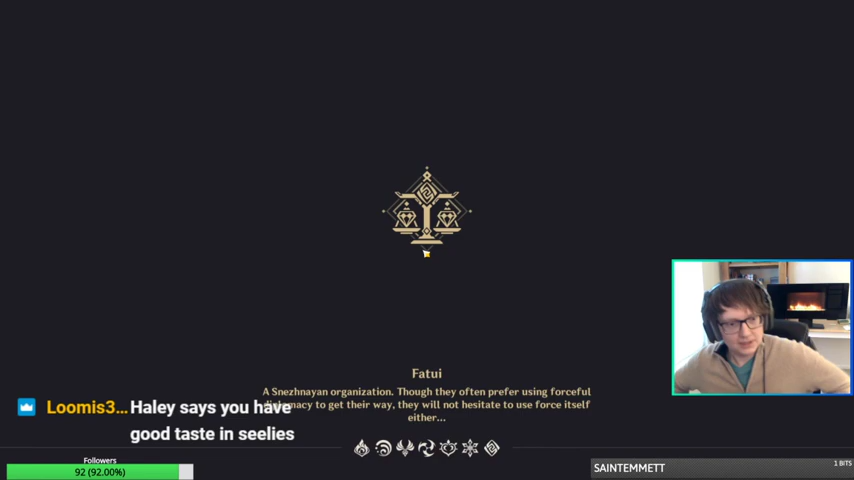 Fatui
A Snezhnayan organization. Though they often prefer using forceful
diplomacy to get their way, they will not hesitate to use force itself
either...
Loomis3... Haley says you have
good taste in seelies
Followers
92 (92.00%)
SAINTEMMETT
1 BITS